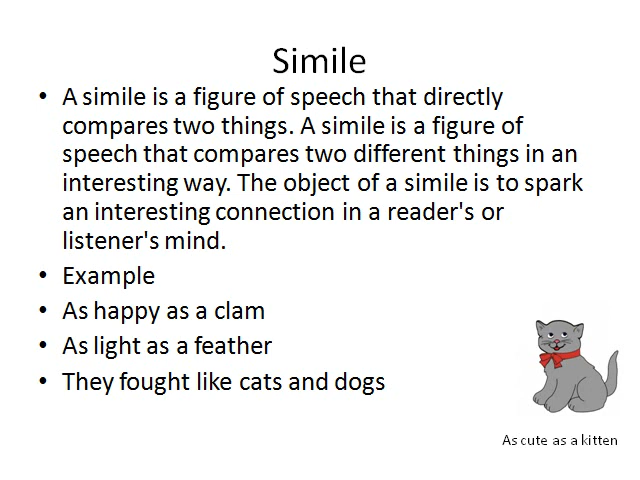 Simile
• A simile is a figure of speech that directly
compares two things. A simile is a figure of
speech that compares two different things in an
interesting way. The object of a simile is to spark
an interesting connection in a reader's or
listener's mind.
• Example
• As happy as a clam
• As light as a feather
• They fought like cats and dogs
As cute as a kitten